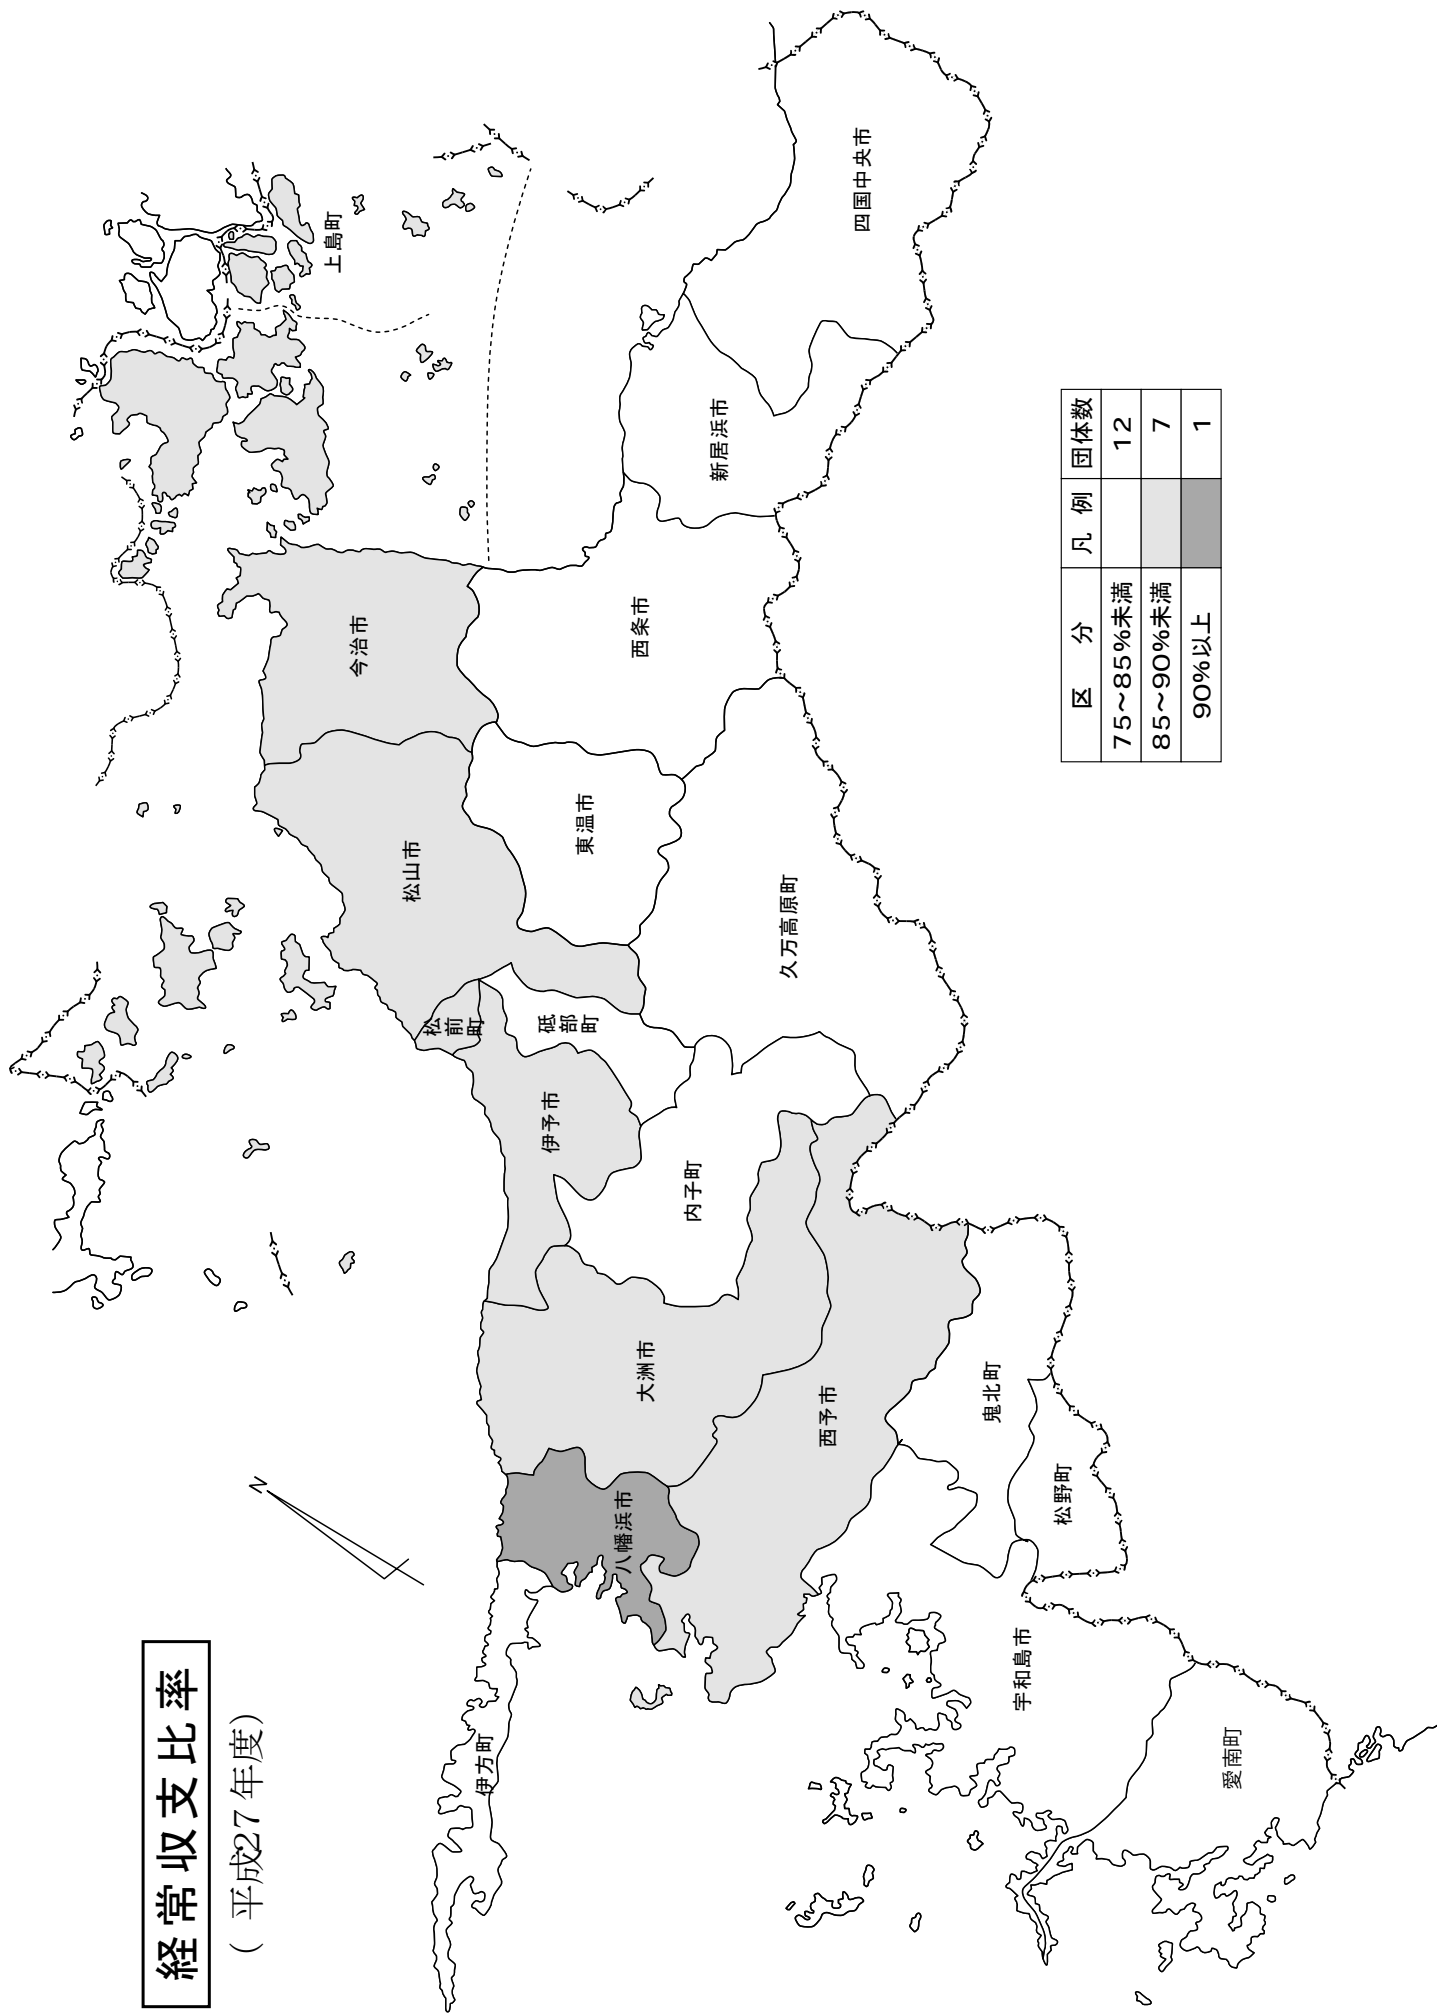 経常収支比率
(平成27年度)
N
上島町
今治市
松山市
松前町
砥部町
伊予市
東温市
西条市
新居浜市
四国中央市
久万高原町
内子町
大洲市
八幡浜市
伊方町
西予市
鬼北町
松野町
宇和島市
愛南町
区 分 凡 例 団体数
75～85%未満 12
85～90%未満 7
90%以上 1